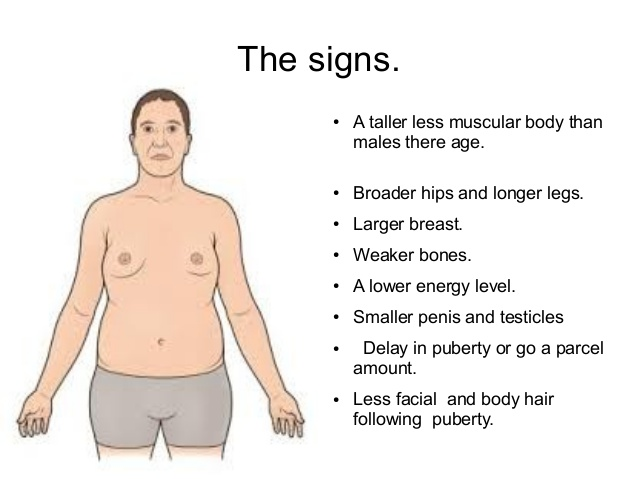 The signs.
• A taller less muscular body than
males there age.
• Broader hips and longer legs.
• Larger breast.
• Weaker bones.
• A lower energy level.
• Smaller penis and testicles
• Delay in puberty or go a parcel
amount.
• Less facial and body hair
following puberty.